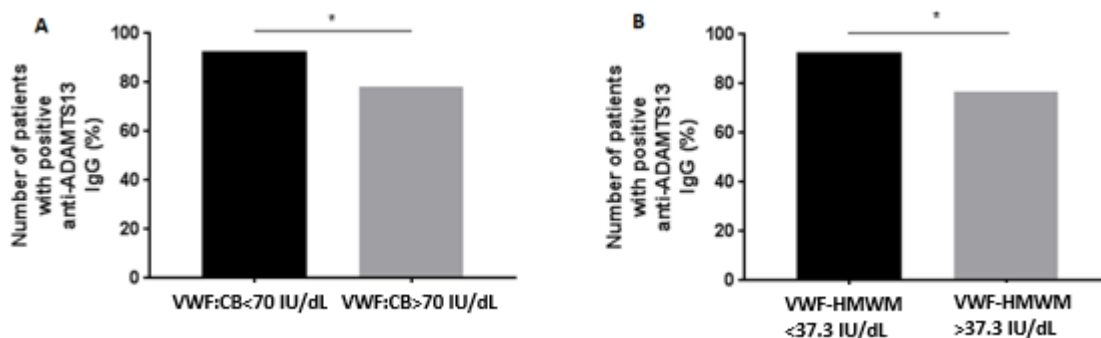 A
*
Number of patients
with positive
anti-ADAMTS13
IgG (%)
100
80
60
40
20
0
VWF:CB<70 IU/dL
VWF:CB>70 IU/dL
B
*
Number of patients
with positive
anti-ADAMTS13
IgG (%)
100
80
60
40
20
0
VWF-HMWM
<37.3 IU/dL
VWF-HMWM
>37.3 IU/dL